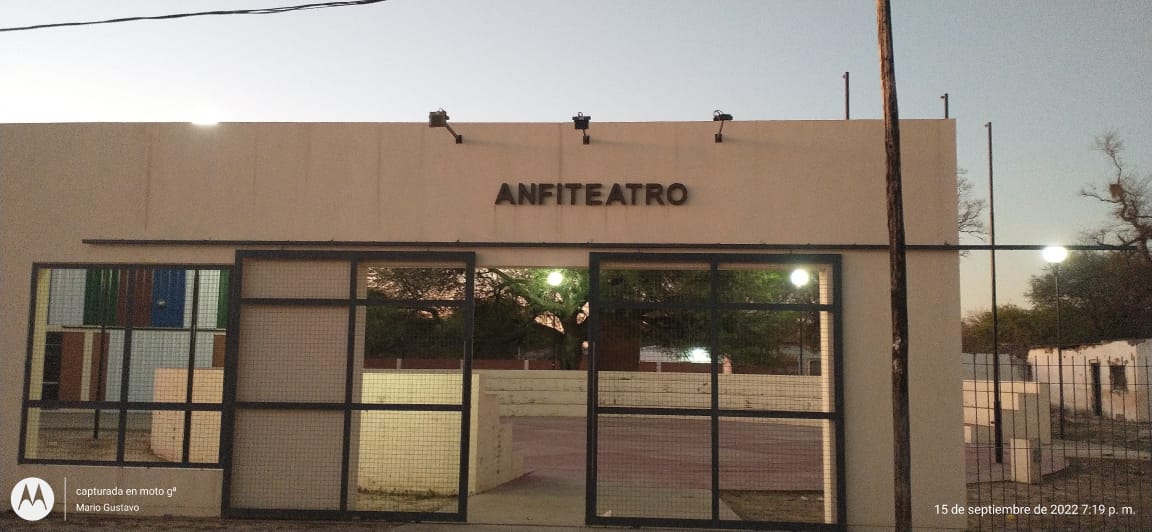 ANFITEATRO
capturada en moto g⁸
Mario Gustavo
15 de septiembre de 2022 7:19 p. m.